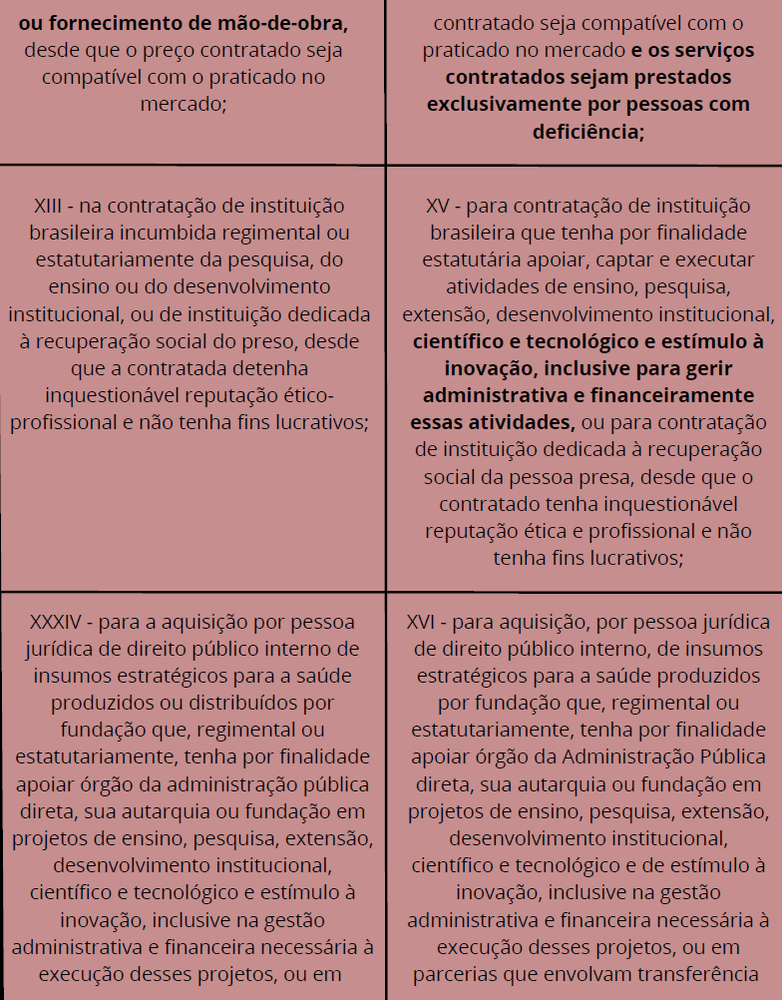 ou fornecimento de mão-de-obra,
desde que o preço contratado seja
compatível com o praticado no
mercado;
contratado seja compatível com o
praticado no mercado e os serviços
contratados sejam prestados
exclusivamente por pessoas com
deficiência;
XIII - na contratação de instituição
brasileira incumbida regimental ou
estatutariamente da pesquisa, do
ensino ou do desenvolvimento
institucional, ou de instituição dedicada
à recuperação social do preso, desde
que a contratada detenha
inquestionável reputação ético-
profissional e não tenha fins lucrativos;
XV - para contratação de instituição
brasileira que tenha por finalidade
estatutária apoiar, captar e executar
atividades de ensino, pesquisa,
extensão, desenvolvimento institucional,
científico e tecnológico e estímulo à
inovação, inclusive para gerir
administrativa e financeiramente
essas atividades, ou para contratação
de instituição dedicada à recuperação
social da pessoa presa, desde que o
contratado tenha inquestionável
reputação ética e profissional e não
tenha fins lucrativos;
XXXIV - para a aquisição por pessoa
jurídica de direito público interno de
insumos estratégicos para a saúde
produzidos ou distribuídos por
fundação que, regimental ou
estatutariamente, tenha por finalidade
apoiar órgão da administração pública
direta, sua autarquia ou fundação em
projetos de ensino, pesquisa, extensão,
desenvolvimento institucional,
científico e tecnológico e estímulo à
inovação, inclusive na gestão
administrativa e financeira necessária à
execução desses projetos, ou em
XVI - para aquisição, por pessoa jurídica
de direito público interno, de insumos
estratégicos para a saúde produzidos
por fundação que, regimental ou
estatutariamente, tenha por finalidade
apoiar órgão da Administração Pública
direta, sua autarquia ou fundação em
projetos de ensino, pesquisa, extensão,
desenvolvimento institucional,
científico e tecnológico e de estímulo à
inovação, inclusive na gestão
administrativa e financeira necessária à
execução desses projetos, ou em
parcerias que envolvam transferência